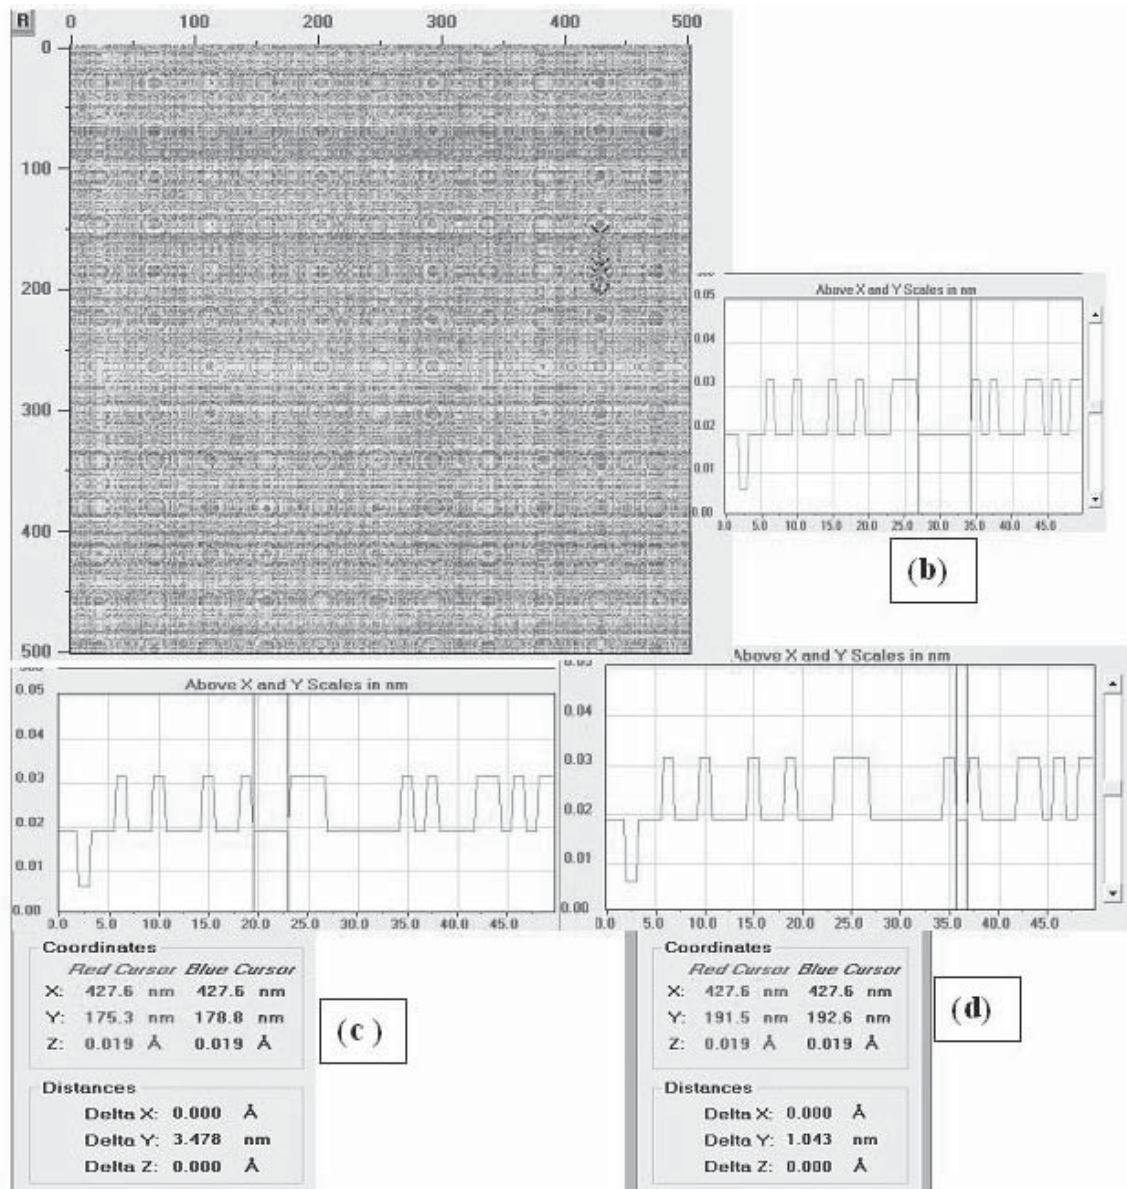 R 0 100 200 300 400 500
0
100
200
300
400
500
Above X and Y Scales in nm
0.05
0.04
0.03
0.02
0.01
0.00
5.0 10.0 15.0 20.0 25.0 30.0 35.0 40.0 45.0
(b)
Above X and Y Scales in nm
0.05
0.04
0.03
0.02
0.01
0.00
0.0 5.0 10.0 15.0 20.0 25.0 30.0 35.0 40.0 45.0
Above X and Y Scales in nm
0.05
0.04
0.03
0.02
0.01
0.00
0.0 5.0 10.0 15.0 20.0 25.0 30.0 35.0 40.0 45.0
Coordinates
Red Cursor Blue Cursor
X: 427.6 nm 427.6 nm
Y: 175.3 nm 178.8 nm
Z: 0.019 Å 0.019 Å
(c)
Distances
Delta X: 0.000 Å
Delta Y: 3.478 nm
Delta Z: 0.000 Å
Coordinates
Red Cursor Blue Cursor
X: 427.6 nm 427.6 nm
Y: 191.5 nm 192.6 nm
Z: 0.019 Å 0.019 Å
(d)
Distances
Delta X: 0.000 Å
Delta Y: 1.043 nm
Delta Z: 0.000 Å